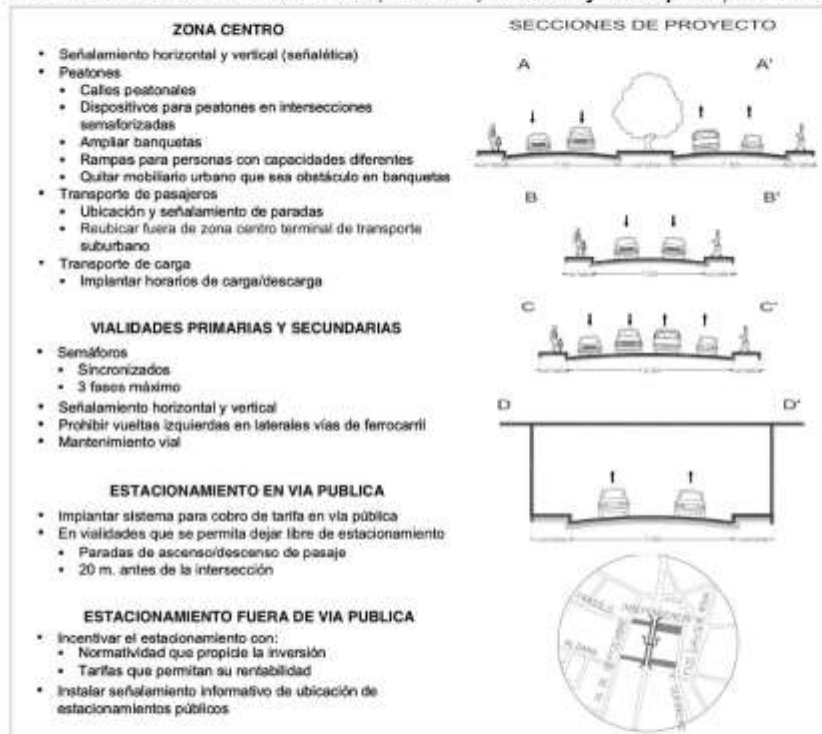 ZONA CENTRO
• Señalamiento horizontal y vertical (señalética)
• Peatones
• Calles peatonales
• Dispositivos para peatones en intersecciones
semaforizadas
• Ampliar banquetas
• Rampas para personas con capacidades diferentes
• Quitar mobiliario urbano que sea obstáculo en banquetas
• Transporte de pasajeros
• Ubicación y señalamiento de paradas
• Reubicar fuera de zona centro terminal de transporte
suburbano
• Transporte de carga
• Implantar horarios de carga/descarga
VIALIDADES PRIMARIAS Y SECUNDARIAS
• Semáforos
• Sincronizados
• 3 fases máximo
• Señalamiento horizontal y vertical
• Prohibir vueltas izquierdas en laterales vías de ferrocarril
• Mantenimiento vial
ESTACIONAMIENTO EN VIA PUBLICA
• Implantar sistema para cobro de tarifa en vía pública
• En vialidades que se permita dejar libre de estacionamiento
• Paradas de ascenso/descenso de pasaje
• 20 m. antes de la intersección
ESTACIONAMIENTO FUERA DE VIA PUBLICA
• Incentivar el estacionamiento con:
• Normatividad que propicie la inversión
• Tarifas que permitan su rentabilidad
• Instalar señalamiento informativo de ubicación de
estacionamientos públicos
SECCIONES DE PROYECTO
A A'
B B'
C C'
D D'
ALDAMA